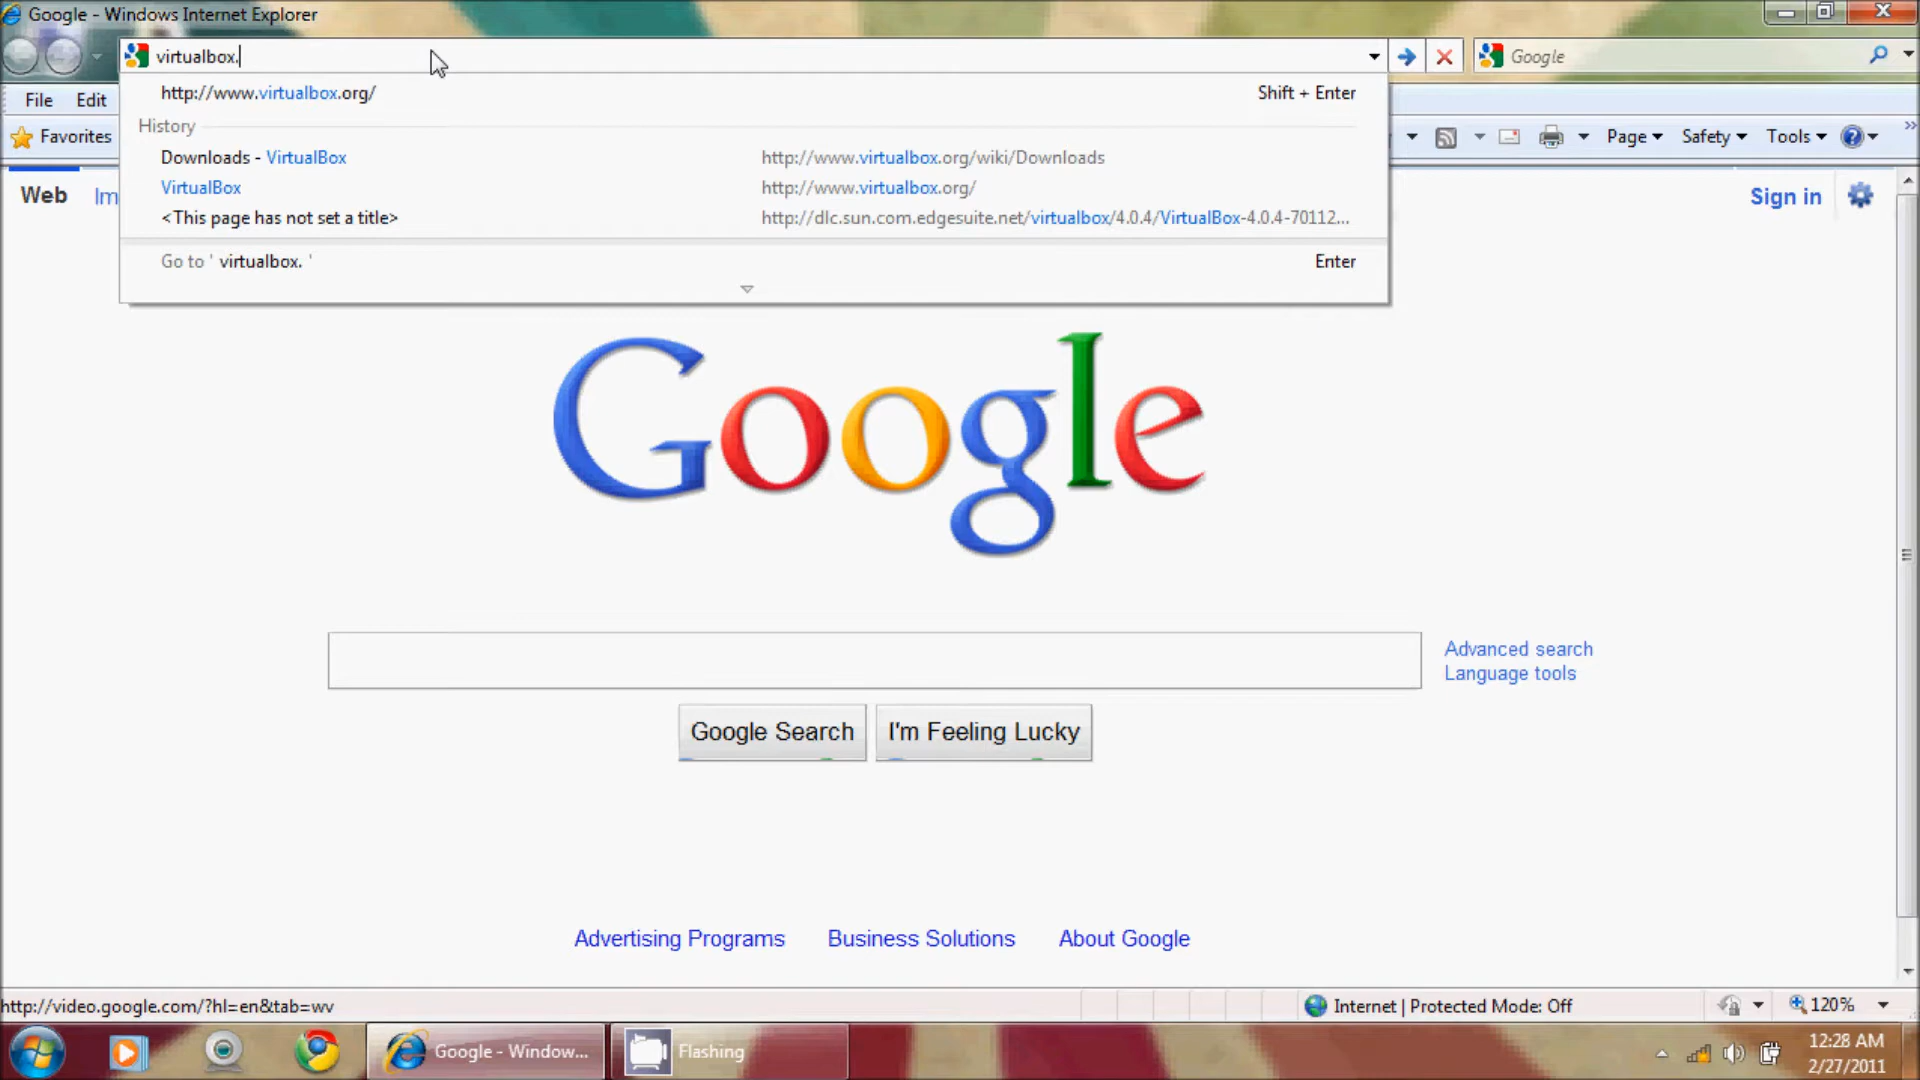 Google - Windows Internet Explorer
virtualbox.
Google
http://www.virtualbox.org/ Shift + Enter
File Edit
History
Favorites
Page Safety Tools
Downloads - VirtualBox http://www.virtualbox.org/wiki/Downloads
VirtualBox http://www.virtualbox.org/
Web Im
Sign in
<This page has not set a title> http://dlc.sun.com.edgesuite.net/virtualbox/4.0.4/VirtualBox-4.0.4-70112...
Go to ' virtualbox. ' Enter
Google
Advanced search
Language tools
Google Search I'm Feeling Lucky
Advertising Programs Business Solutions About Google
http://video.google.com/?hl=en&tab=wv
Internet | Protected Mode: Off
120%
Google - Window...
Flashing
12:28 AM
2/27/2011